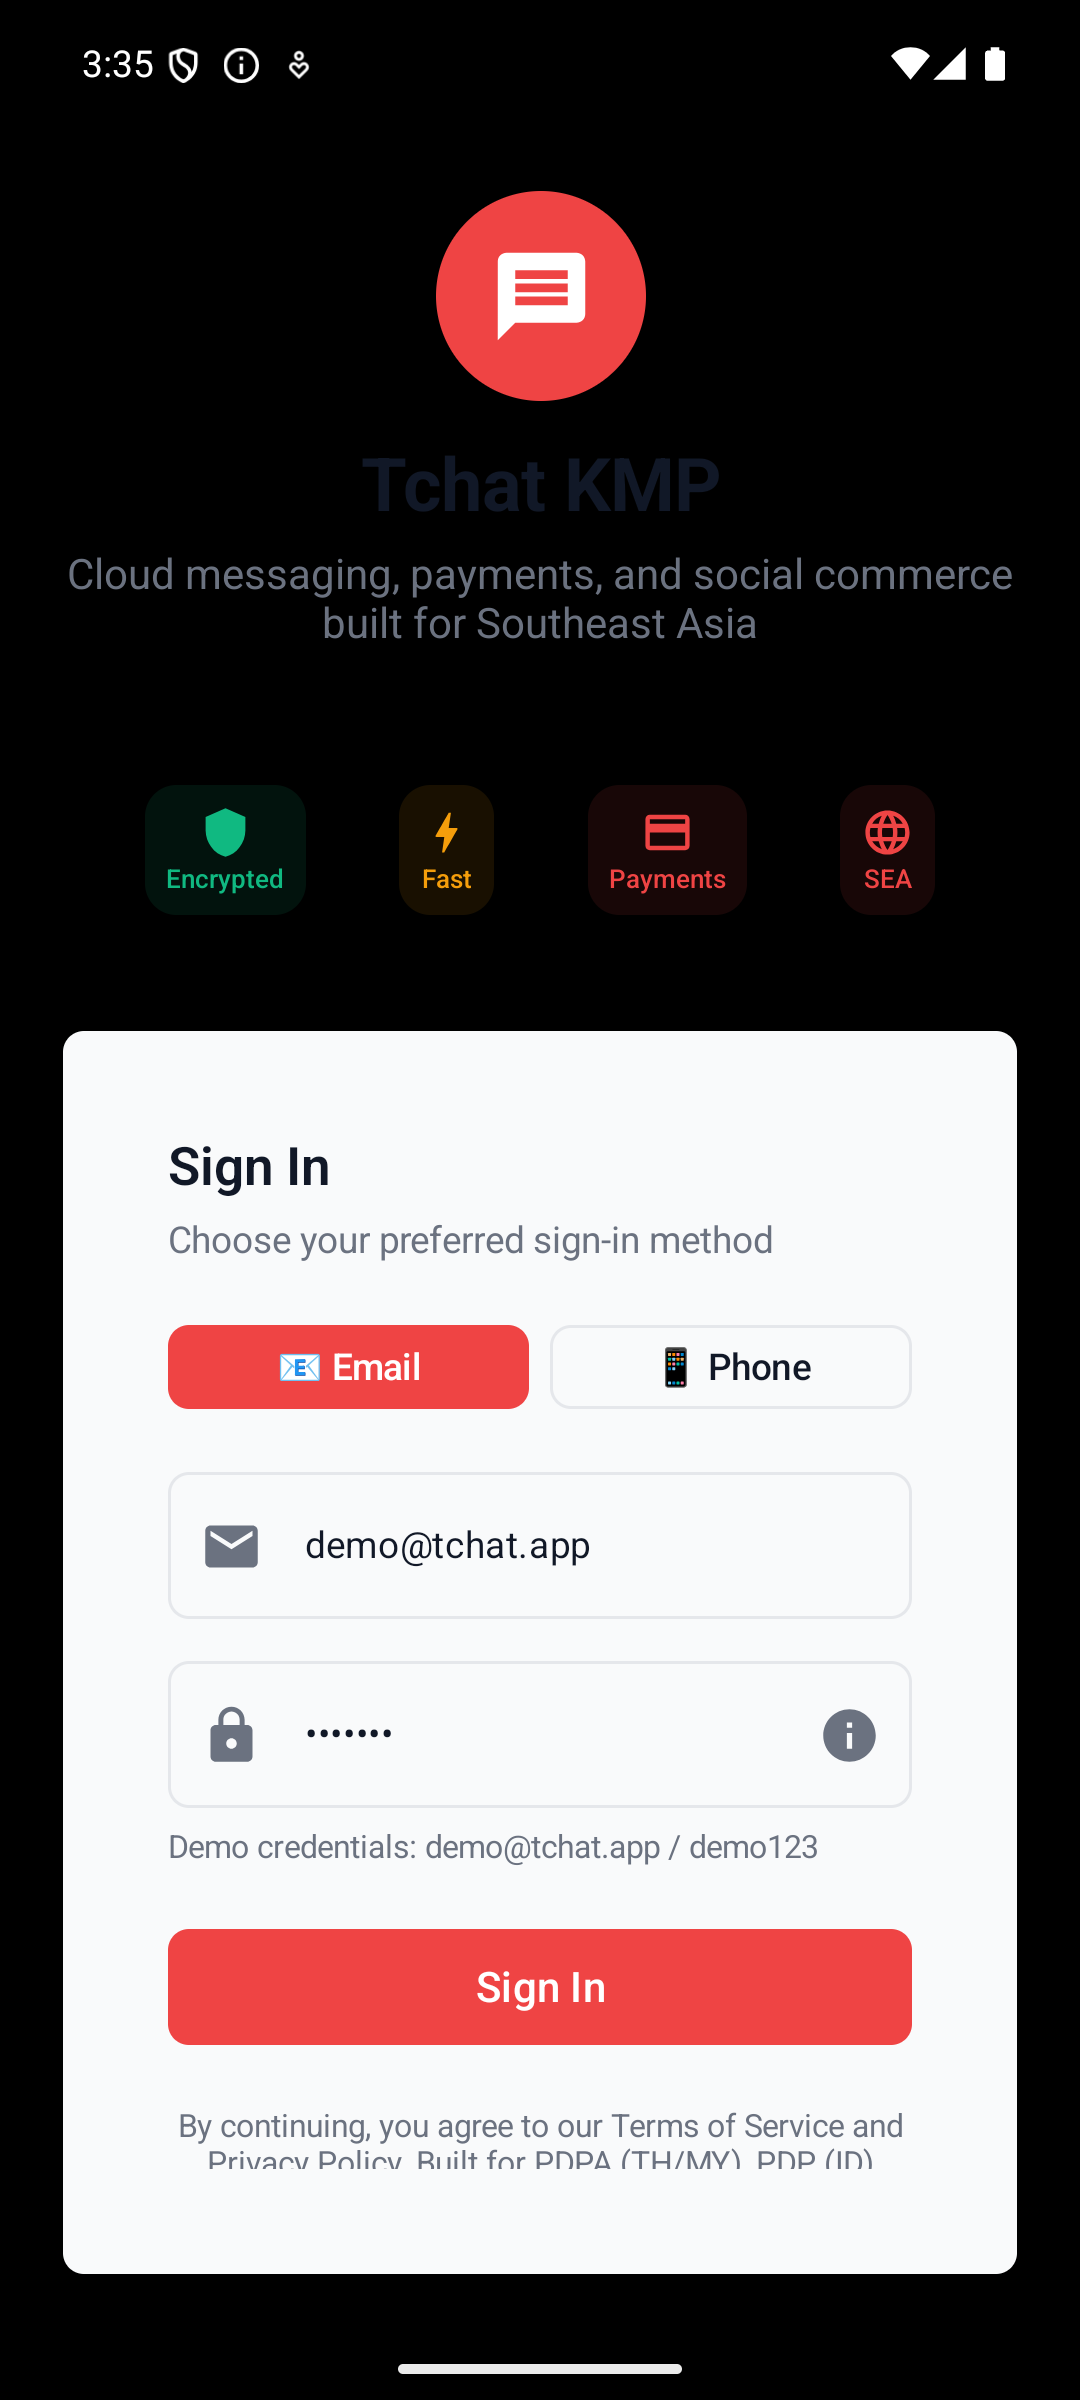 3:35
Tchat KMP
Cloud messaging, payments, and social commerce
built for Southeast Asia
Encrypted
Fast
Payments
SEA
Sign In
Choose your preferred sign-in method
📧 Email
📱 Phone
demo@tchat.app
•••••••
Demo credentials: demo@tchat.app / demo123
Sign In
By continuing, you agree to our Terms of Service and
Privacy Policy. Built for PDPA (TH/MY), PDP (ID)